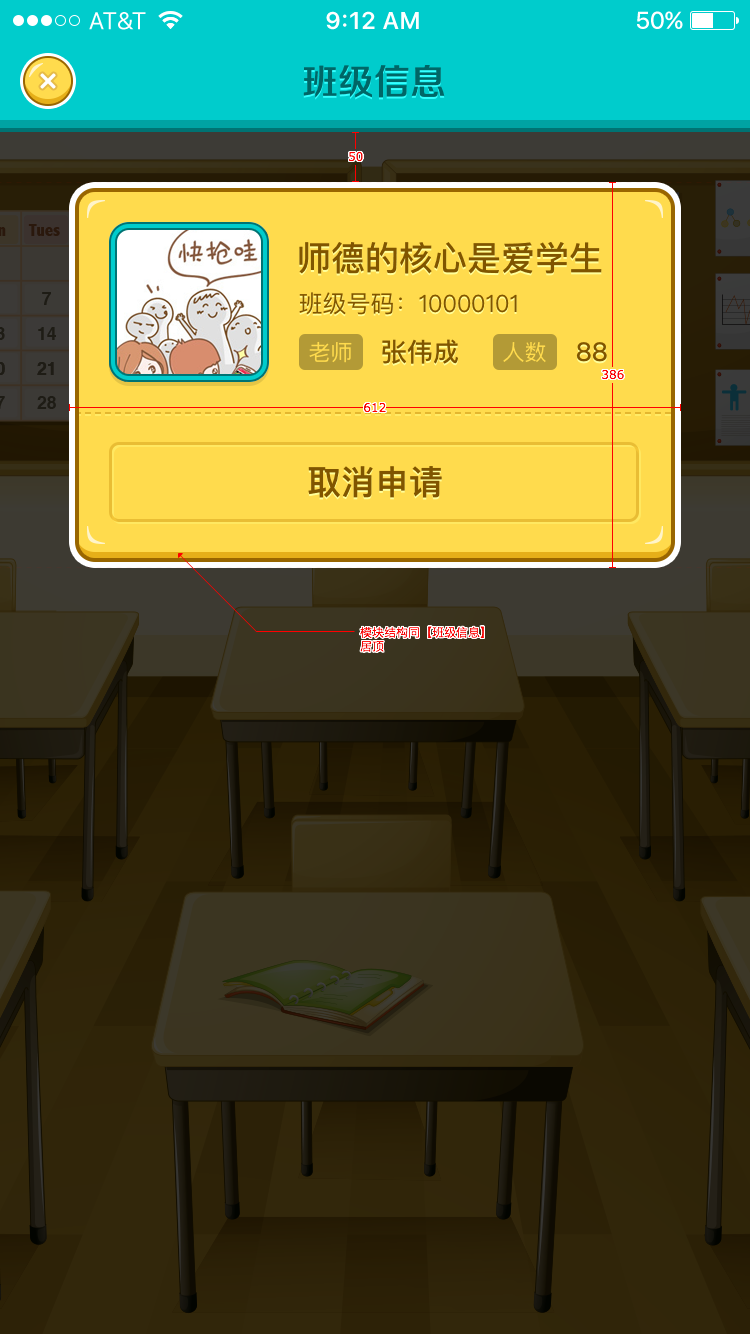 AT&T 9:12 AM 50%
班级信息
50
Tues
7
14
21
28
快抢哇
师德的核心是爱学生
班级号码：10000101
老师 张伟成 人数 88
386
612
取消申请
模块结构同【班级信息】
居顶